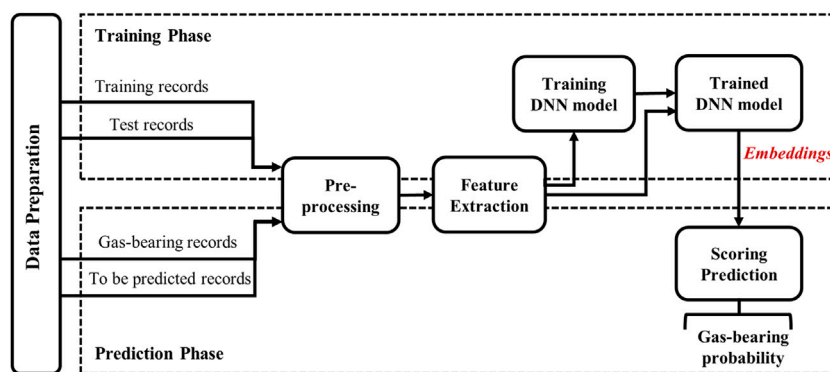 Data Preparation
Training Phase
Training records
Test records
Gas-bearing records
To be predicted records
Prediction Phase
Pre-
processing
Feature
Extraction
Training
DNN model
Trained
DNN model
Embeddings
Scoring
Prediction
Gas-bearing
probability